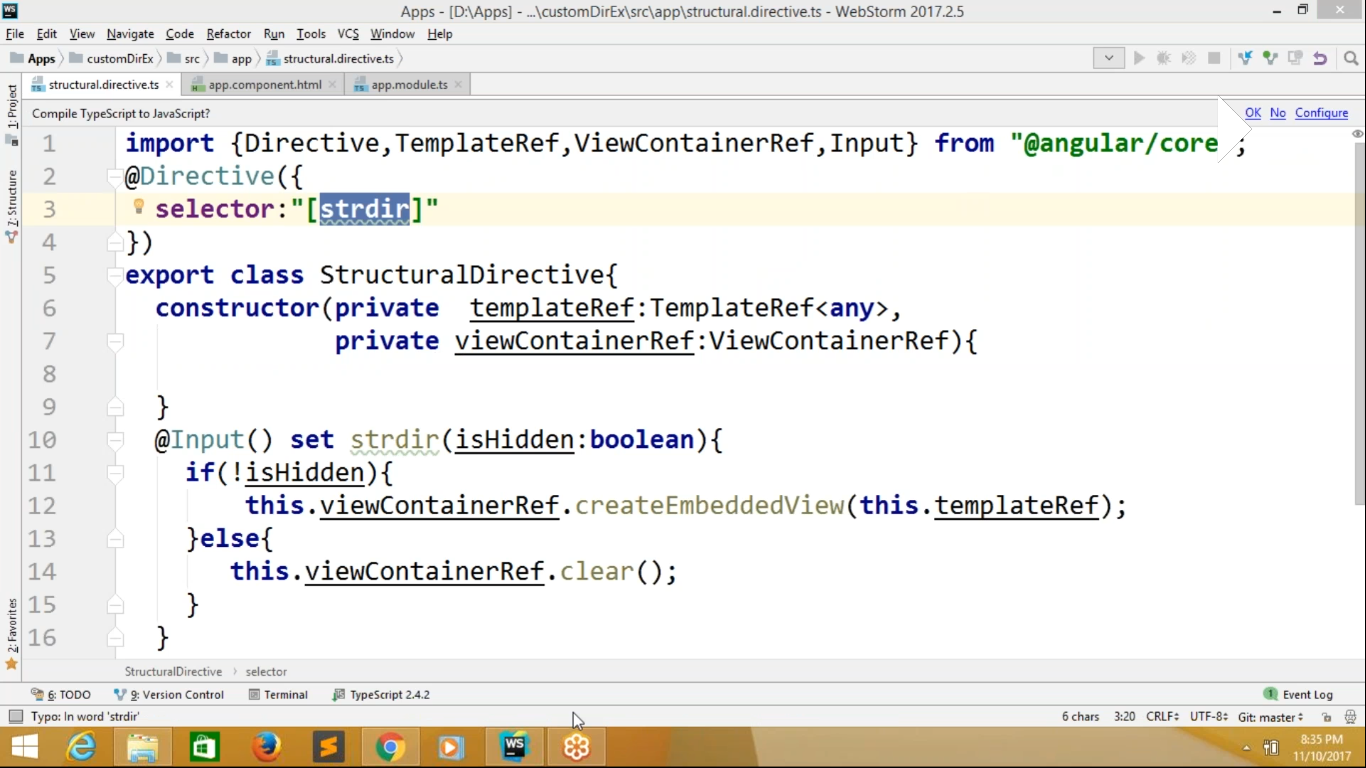 WS
Apps - [D:\Apps] - ...\customDirEx\src\app\structural.directive.ts - WebStorm 2017.2.5
File Edit View Navigate Code Refactor Run Tools VCS Window Help
Apps customDirEx src app structural.directive.ts
structural.directive.ts app.component.html app.module.ts
Compile TypeScript to JavaScript? OK No Configure
1: Project
7: Structure
2: Favorites
1 import {Directive,TemplateRef,ViewContainerRef,Input} from "@angular/core";
2 @Directive({
3 selector:"[strdir]"
4 })
5 export class StructuralDirective{
6 constructor(private templateRef:TemplateRef<any>,
7 private viewContainerRef:ViewContainerRef){
8
9 }
10 @Input() set strdir(isHidden:boolean){
11 if(!isHidden){
12 this.viewContainerRef.createEmbeddedView(this.templateRef);
13 }else{
14 this.viewContainerRef.clear();
15 }
16 }
StructuralDirective selector
6: TODO 9: Version Control Terminal TypeScript 2.4.2 1 Event Log
Typo: In word 'strdir' 6 chars 3:20 CRLF UTF-8 Git: master
WS 8:35 PM
11/10/2017